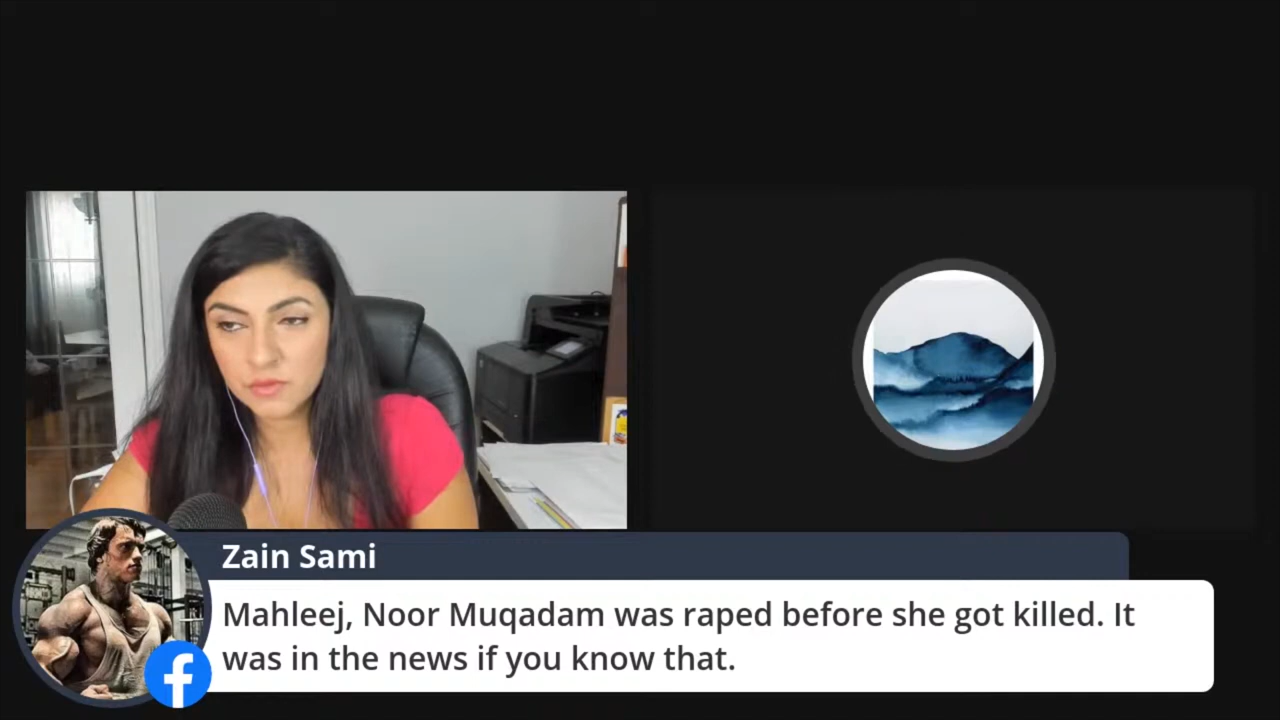 Zain Sami
Mahleej, Noor Muqadam was raped before she got killed. It
was in the news if you know that.